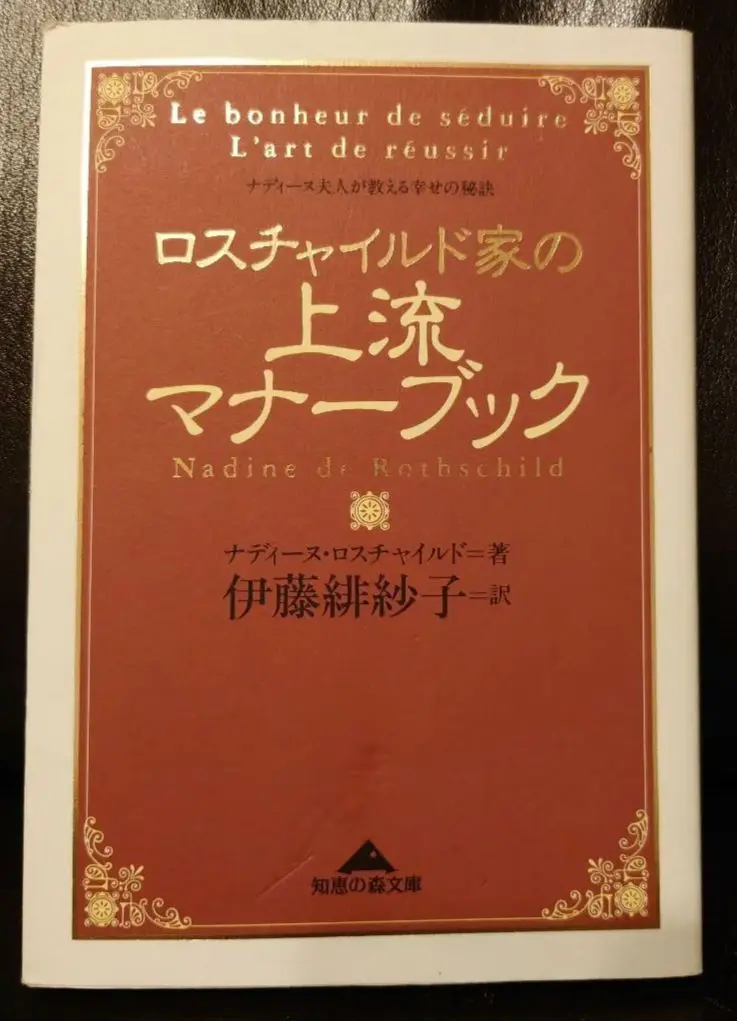 Le bonheur de séduire
L'art de réussir
ナディーヌ夫人が教える幸せの秘訣
ロスチャイルド家の
上流
マナーブック
Nadine de Rothschild
ナディーヌ・ロスチャイルド=著
伊藤緋紗子=訳
知恵の森文庫